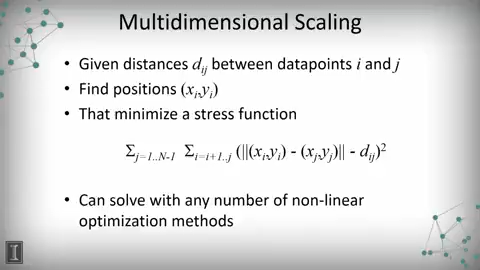 Multidimensional Scaling
• Given distances dij between datapoints i and j
• Find positions (xi,yi)
• That minimize a stress function
Σj=1..N-1 Σi=i+1..j (||(xi,yi) - (xj,yj)|| - dij)2
• Can solve with any number of non-linear
optimization methods
I